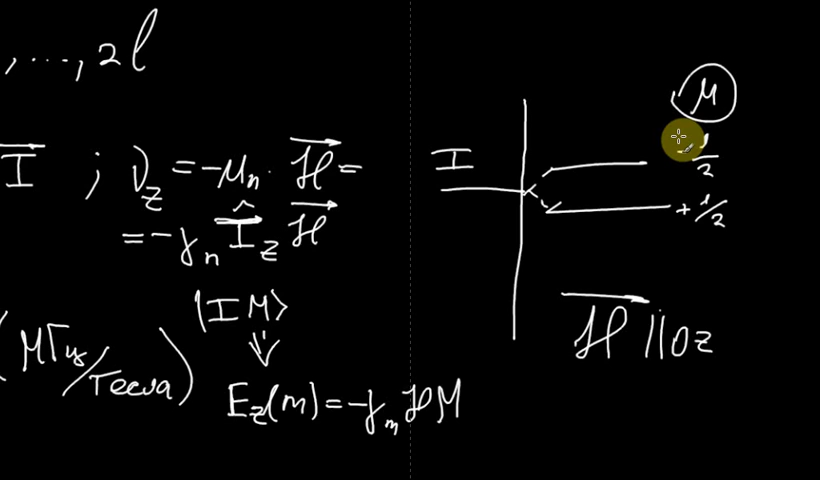 , ..., 2l
I⃗ ; V_z = -μ_n · H⃗ =
= -γ_n Î_z H⃗
|I M⟩
⇓
(МГц/Тесла)
E_z(m) = -γ_n H M
M
I
-1/2
+1/2
H⃗ || Oz